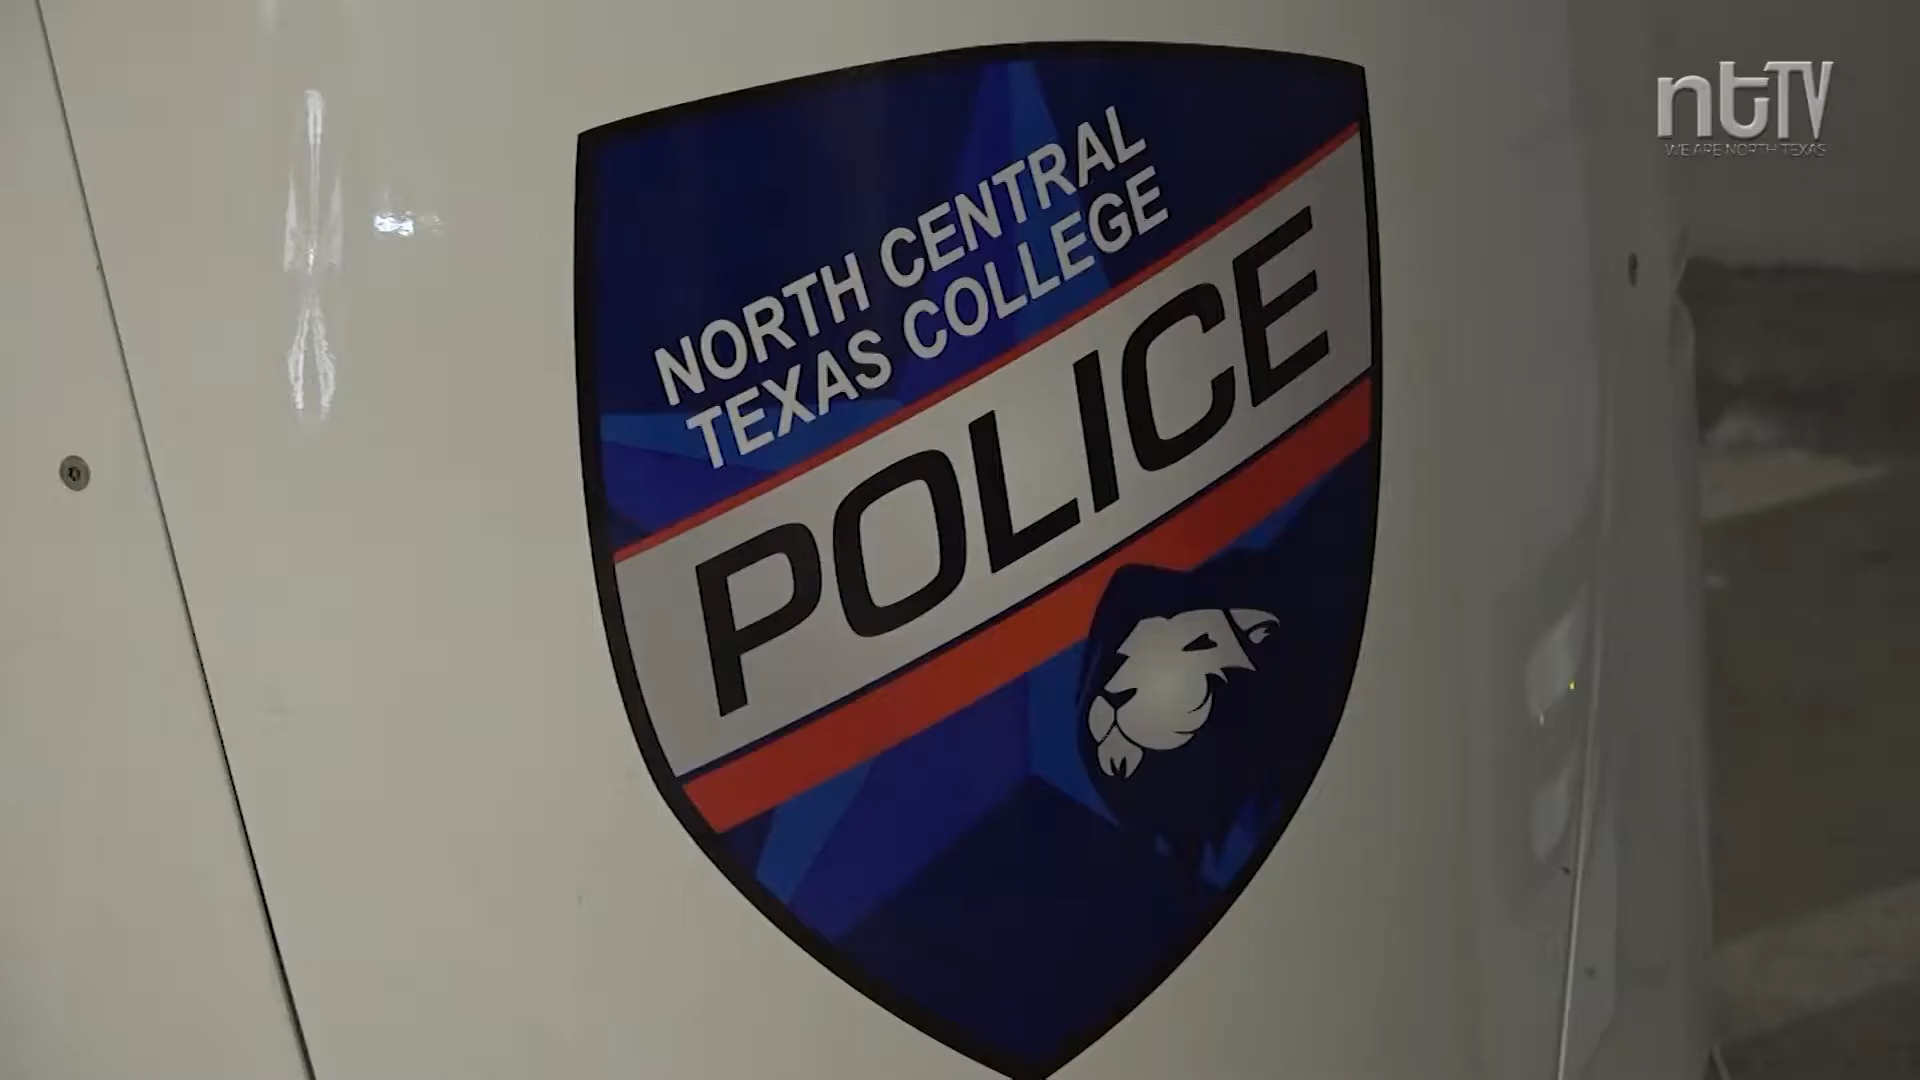 NORTH CENTRAL
TEXAS COLLEGE
POLICE
ntTV
WE ARE NORTH TEXAS